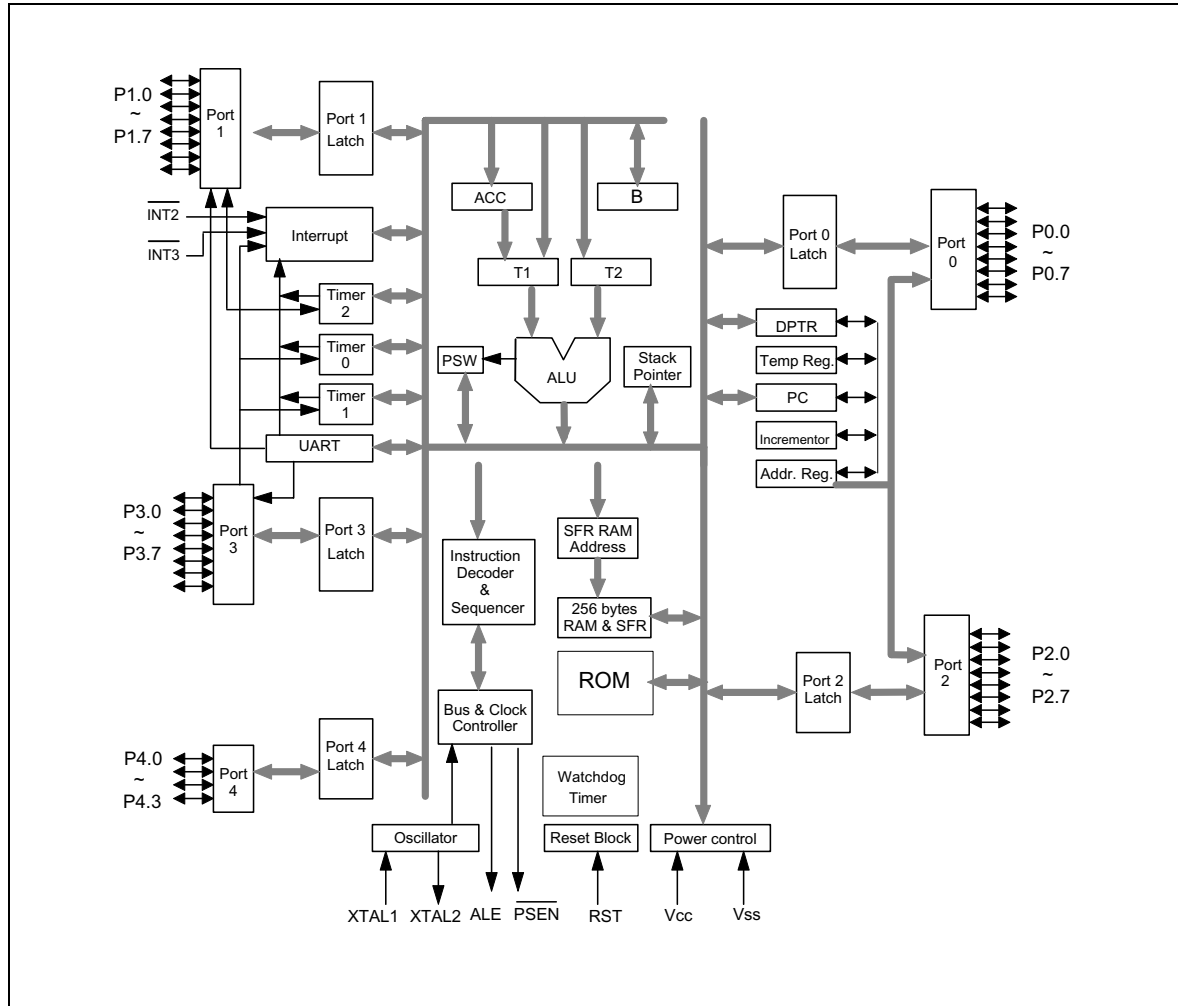 P1.0
~
P1.7
Port
1
Port 1
Latch
INT2
INT3
Interrupt
Timer
2
Timer
0
Timer
1
UART
P3.0
~
P3.7
Port
3
Port 3
Latch
P4.0
~
P4.3
Port
4
Port 4
Latch
ACC
B
T1
T2
PSW
ALU
Stack
Pointer
Instruction
Decoder
&
Sequencer
SFR RAM
Address
256 bytes
RAM & SFR
ROM
Bus & Clock
Controller
Watchdog
Timer
Oscillator
Reset Block
Power control
XTAL1
XTAL2
ALE
PSEN
RST
Vcc
Vss
Port 0
Latch
Port
0
P0.0
~
P0.7
DPTR
Temp Reg.
PC
Incrementor
Addr. Reg.
Port 2
Latch
Port
2
P2.0
~
P2.7